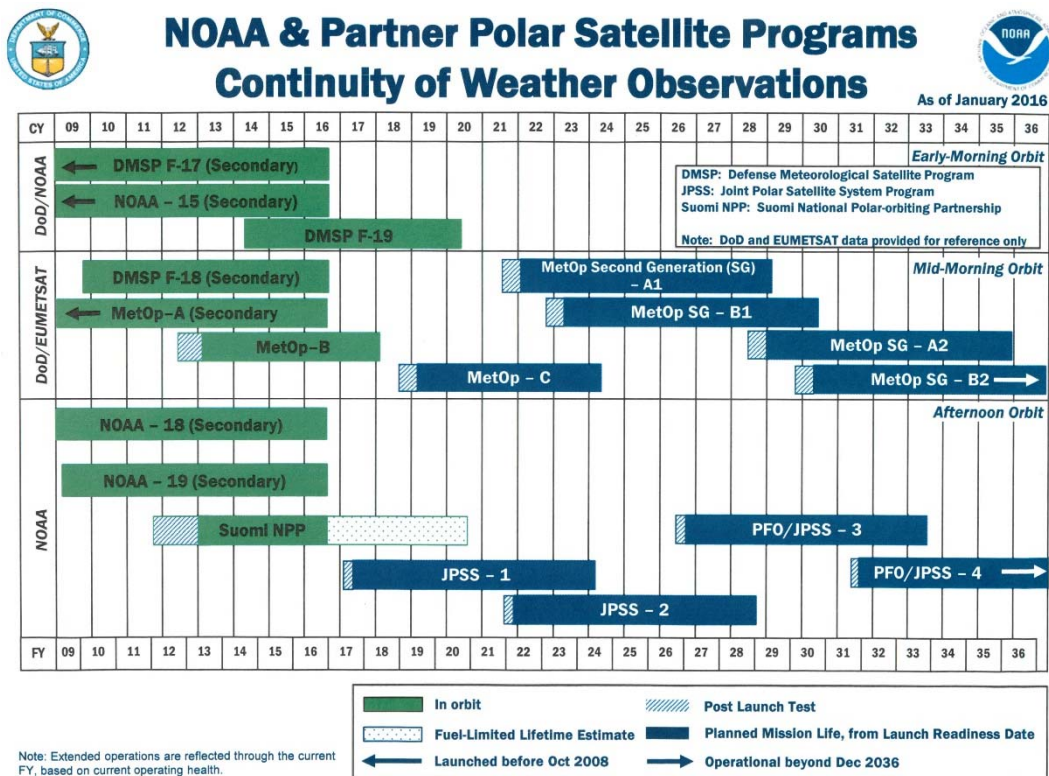 DEPARTMENT OF COMMERCE
UNITED STATES OF AMERICA
NOAA & Partner Polar Satellite Programs
Continuity of Weather Observations
NOAA
As of January 2016
CY 09 10 11 12 13 14 15 16 17 18 19 20 21 22 23 24 25 26 27 28 29 30 31 32 33 34 35 36
DoD/NOAA
Early-Morning Orbit
DMSP F-17 (Secondary)
NOAA – 15 (Secondary)
DMSP F-19
DMSP: Defense Meteorological Satellite Program
JPSS: Joint Polar Satellite System Program
Suomi NPP: Suomi National Polar-orbiting Partnership
Note: DoD and EUMETSAT data provided for reference only
DoD/EUMETSAT
Mid-Morning Orbit
DMSP F-18 (Secondary)
MetOp Second Generation (SG)
– A1
MetOp–A (Secondary
MetOp SG – B1
MetOp–B
MetOp SG – A2
MetOp – C
MetOp SG – B2
NOAA
Afternoon Orbit
NOAA – 18 (Secondary)
NOAA – 19 (Secondary)
Suomi NPP
PFO/JPSS – 3
JPSS – 1
PFO/JPSS – 4
JPSS – 2
FY 09 10 11 12 13 14 15 16 17 18 19 20 21 22 23 24 25 26 27 28 29 30 31 32 33 34 35 36
In orbit
Post Launch Test
Fuel-Limited Lifetime Estimate
Planned Mission Life, from Launch Readiness Date
Launched before Oct 2008
Operational beyond Dec 2036
Note: Extended operations are reflected through the current
FY, based on current operating health.